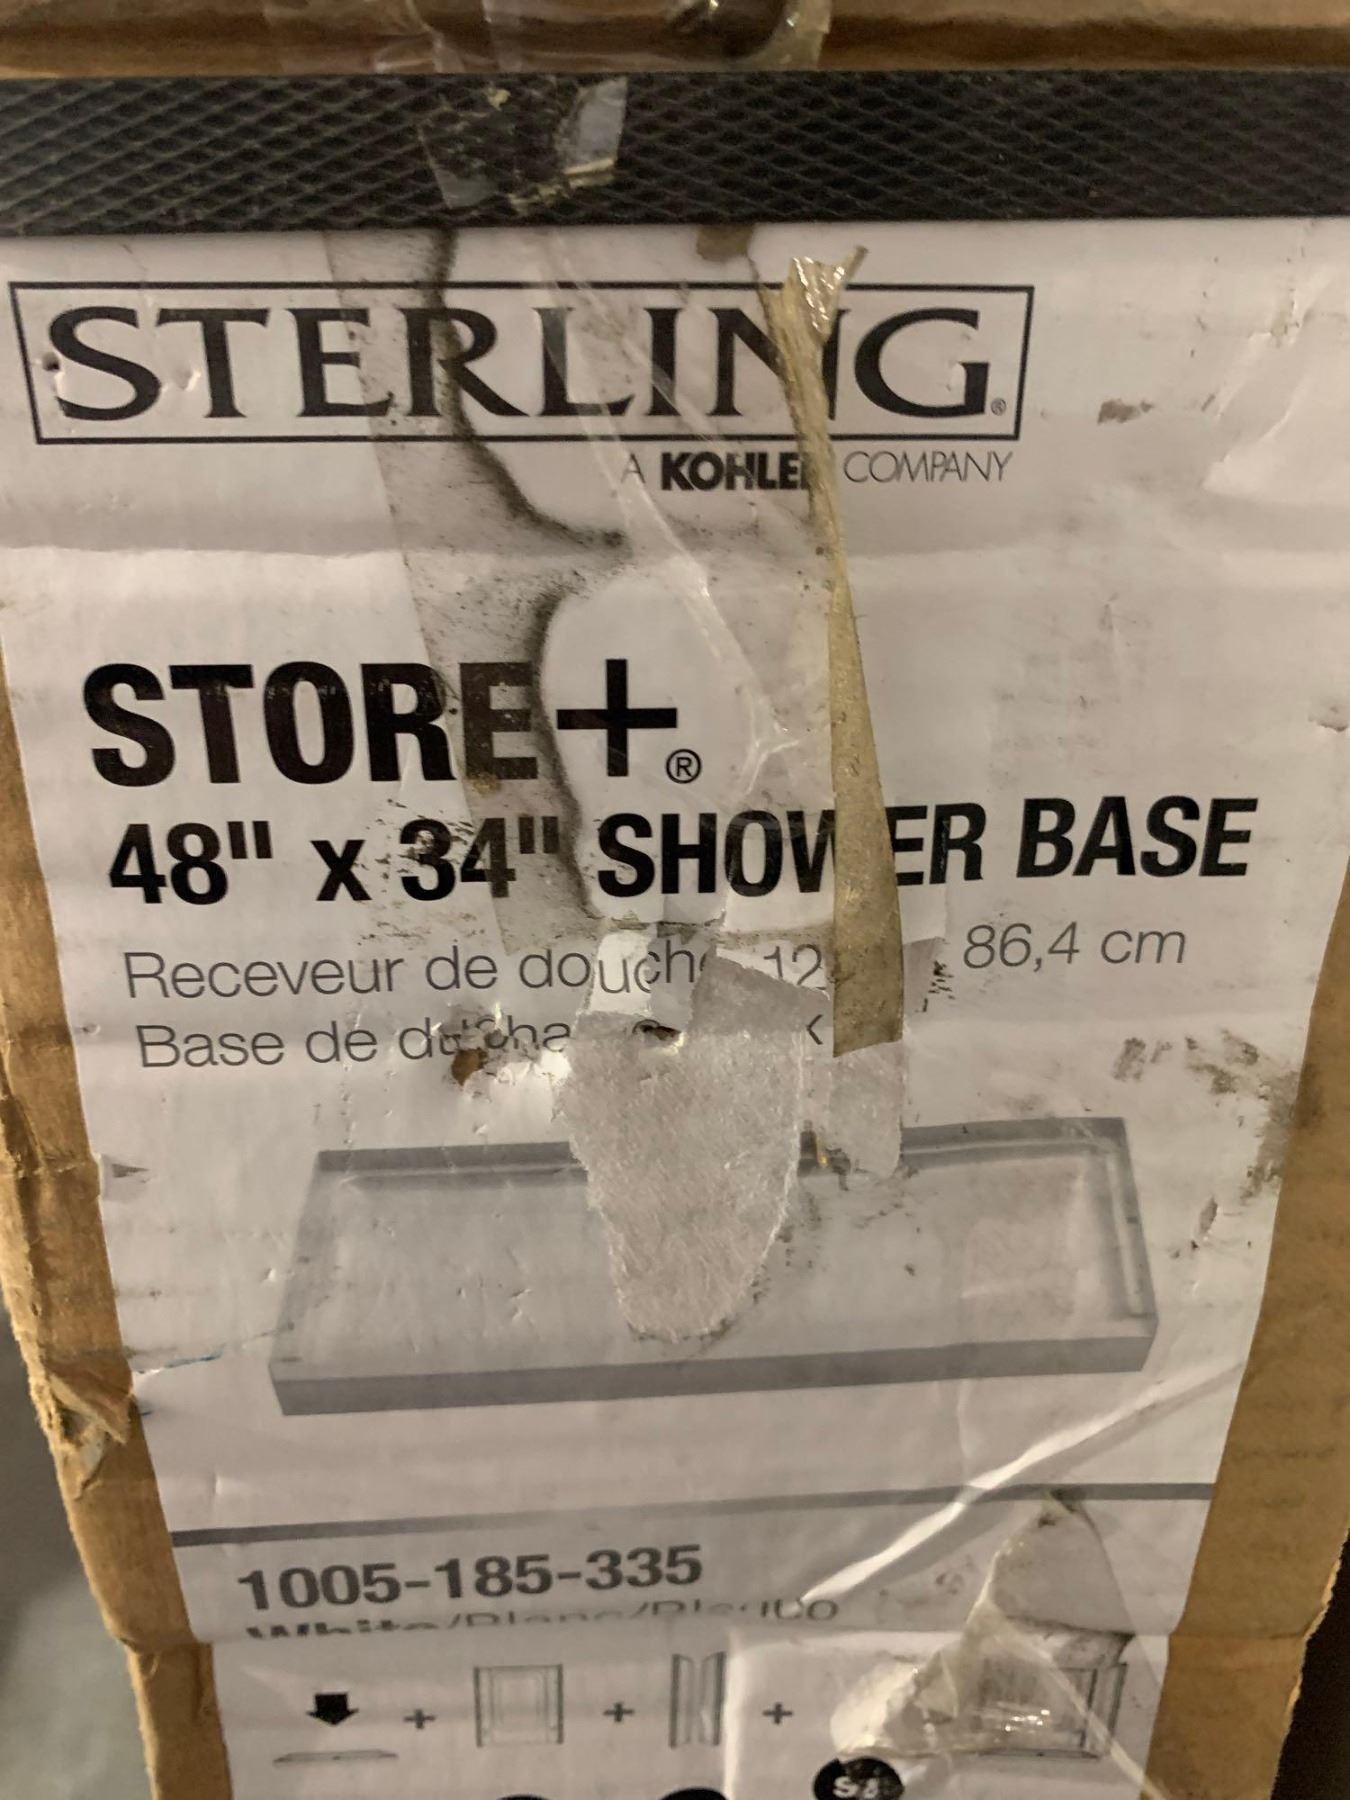 STERLING®
A KOHLER COMPANY
STORE+®
48" x 34" SHOWER BASE
Receveur de douche 86,4 cm
Base de
1005-185-335